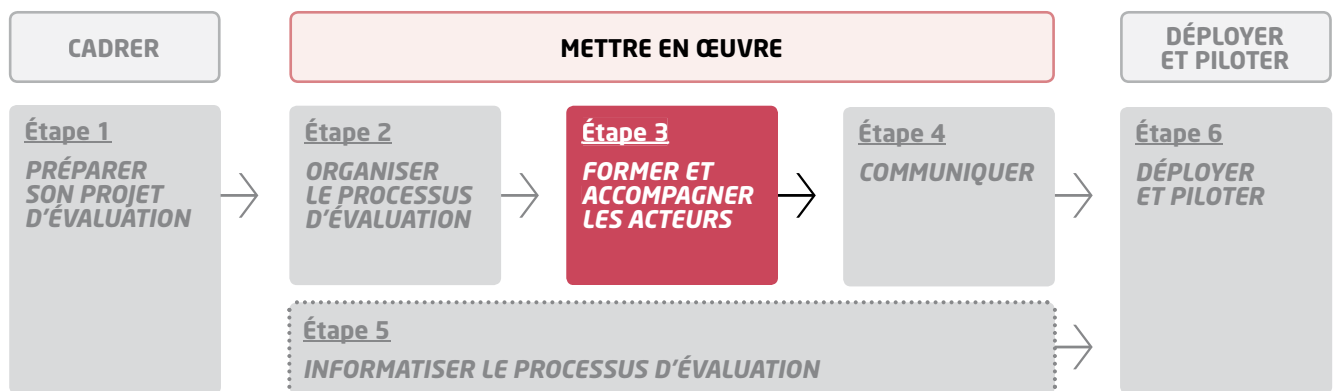 CADRER
METTRE EN ŒUVRE
DÉPLOYER
ET PILOTER
Étape 1
PRÉPARER
SON PROJET
D'ÉVALUATION
Étape 2
ORGANISER
LE PROCESSUS
D'ÉVALUATION
Étape 3
FORMER ET
ACCOMPAGNER
LES ACTEURS
Étape 4
COMMUNIQUER
Étape 6
DÉPLOYER
ET PILOTER
Étape 5
INFORMATISER LE PROCESSUS D'ÉVALUATION